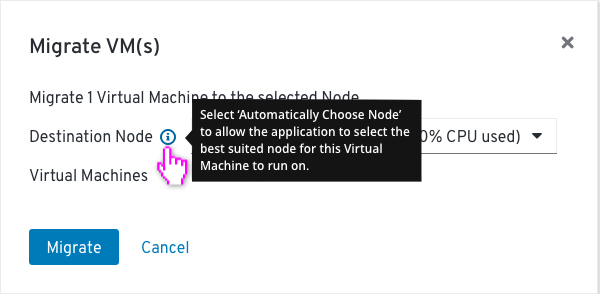 Migrate VM(s)
Migrate 1 Virtual Machine to the selected Node
Select ‘Automatically Choose Node’
to allow the application to select the
best suited node for this Virtual
Machine to run on.
Destination Node
0% CPU used)
Virtual Machines
Migrate
Cancel